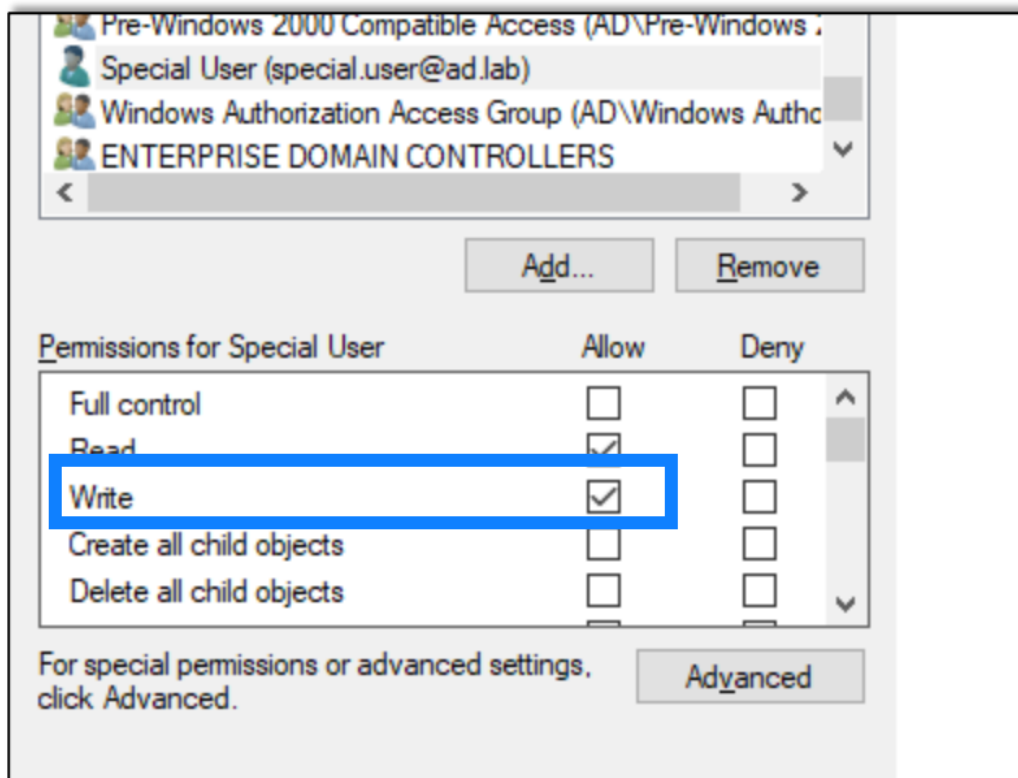 Pre-Windows 2000 Compatible Access (AD\Pre-Windows
Special User (special.user@ad.lab)
Windows Authorization Access Group (AD\Windows Autho
ENTERPRISE DOMAIN CONTROLLERS
Add... Remove
Permissions for Special User Allow Deny
Full control
Read
Write
Create all child objects
Delete all child objects
For special permissions or advanced settings,
click Advanced.
Advanced